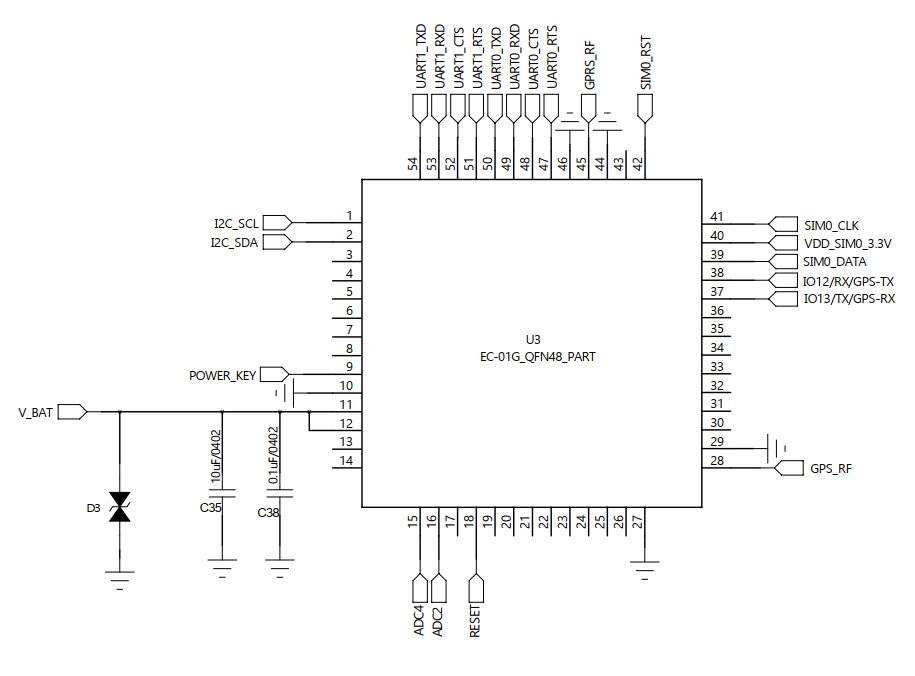 UART1_TXD
UART1_RXD
UART1_CTS
UART1_RTS
UART0_TXD
UART0_RXD
UART0_CTS
UART0_RTS
GPRS_RF
SIM0_RST
54
53
52
51
50
49
48
47
46
45
44
43
42
I2C_SCL
1
I2C_SDA
2
3
4
5
6
7
8
POWER_KEY
9
10
V_BAT
11
12
13
14
U3
EC-01G_QFN48_PART
41
SIM0_CLK
40
VDD_SIM0_3.3V
39
SIM0_DATA
38
IO12/RX/GPS-TX
37
IO13/TX/GPS-RX
36
35
34
33
32
31
30
29
28
GPS_RF
10uF/0402
0.1uF/0402
D3
C35
C38
15
16
17
18
19
20
21
22
23
24
25
26
27
ADC4
ADC2
RESET